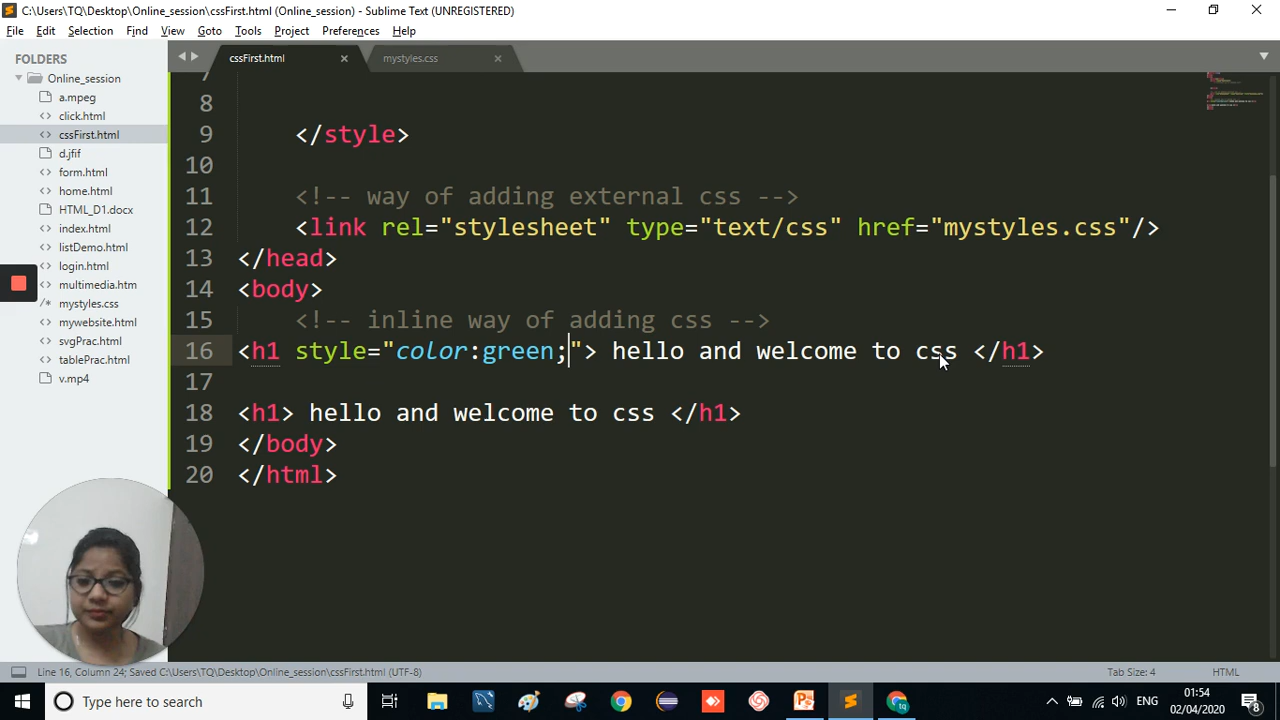 C:\Users\TQ\Desktop\Online_session\cssFirst.html (Online_session) - Sublime Text (UNREGISTERED)
File Edit Selection Find View Goto Tools Project Preferences Help
FOLDERS
Online_session
a.mpeg
click.html
cssFirst.html
d.jfif
form.html
home.html
HTML_D1.docx
index.html
listDemo.html
login.html
multimedia.htm
mystyles.css
mywebsite.html
svgPrac.html
tablePrac.html
v.mp4
cssFirst.html mystyles.css
7
8
9 </style>
10
11 <!-- way of adding external css -->
12 <link rel="stylesheet" type="text/css" href="mystyles.css"/>
13 </head>
14 <body>
15 <!-- inline way of adding css -->
16 <h1 style="color:green;"> hello and welcome to css </h1>
17
18 <h1> hello and welcome to css </h1>
19 </body>
20 </html>
Line 16, Column 24; Saved C:\Users\TQ\Desktop\Online_session\cssFirst.html (UTF-8) Tab Size: 4 HTML
Type here to search
ENG
01:54
02/04/2020
8